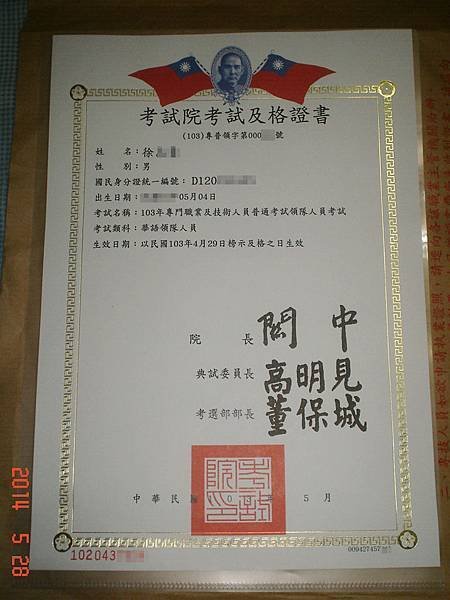 考試院考試及格證書
(103)專普領字第000 號
姓 名：徐
性 別：男
國民身分證統一編號：D120
出生日期： 05月04日
考試名稱：103年專門職業及技術人員普通考試領隊人員考試
考試類科：華語領隊人員
生效日期：以民國103年4月29日榜示及格之日生效
院 長 關 中
典試委員長 高明見
考選部部長 董保城
中 華 民 國 0 年 5 月
102043
009427457
2014 5 28